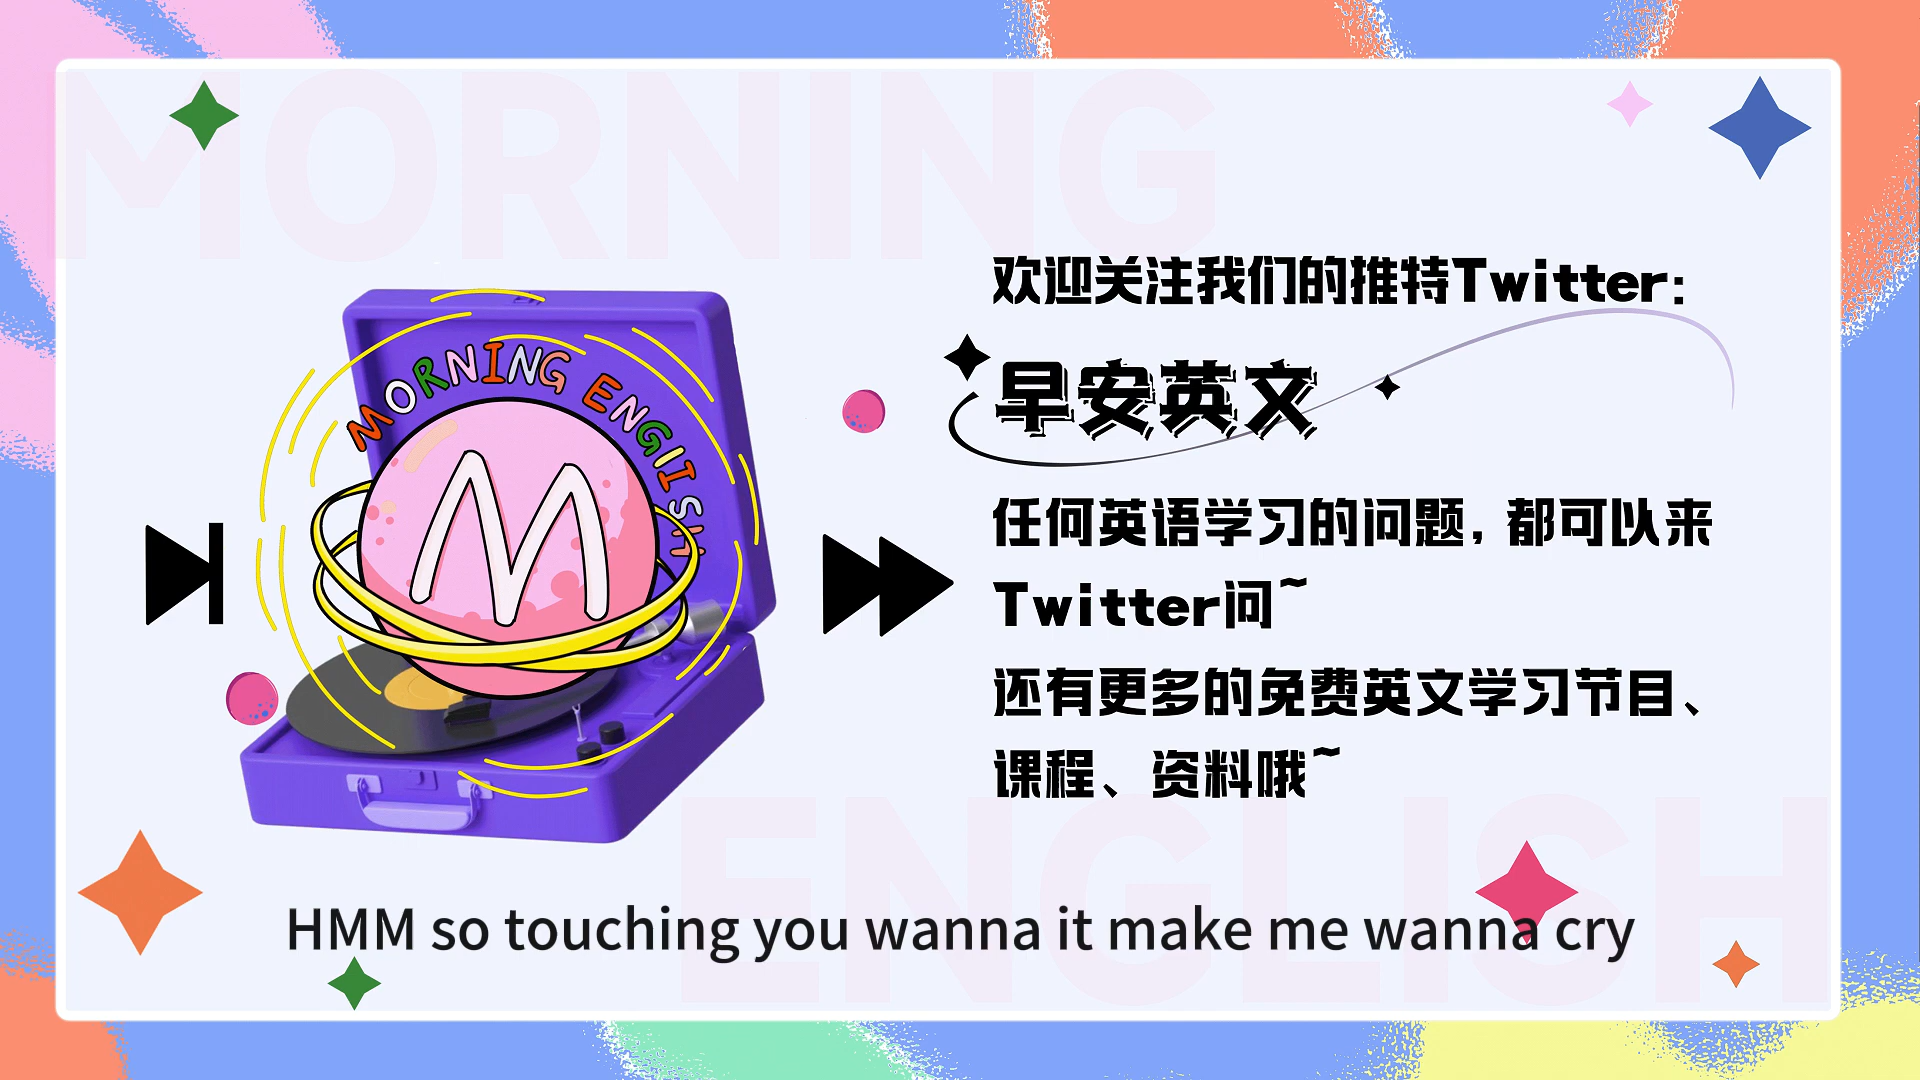 MORNING
欢迎关注我们的推特Twitter:
早安英文
MORNING ENGlISH
M
任何英语学习的问题，都可以来
Twitter问~
还有更多的免费英文学习节目、
课程、资料哦~
ENGLISH
HMM so touching you wanna it make me wanna cry